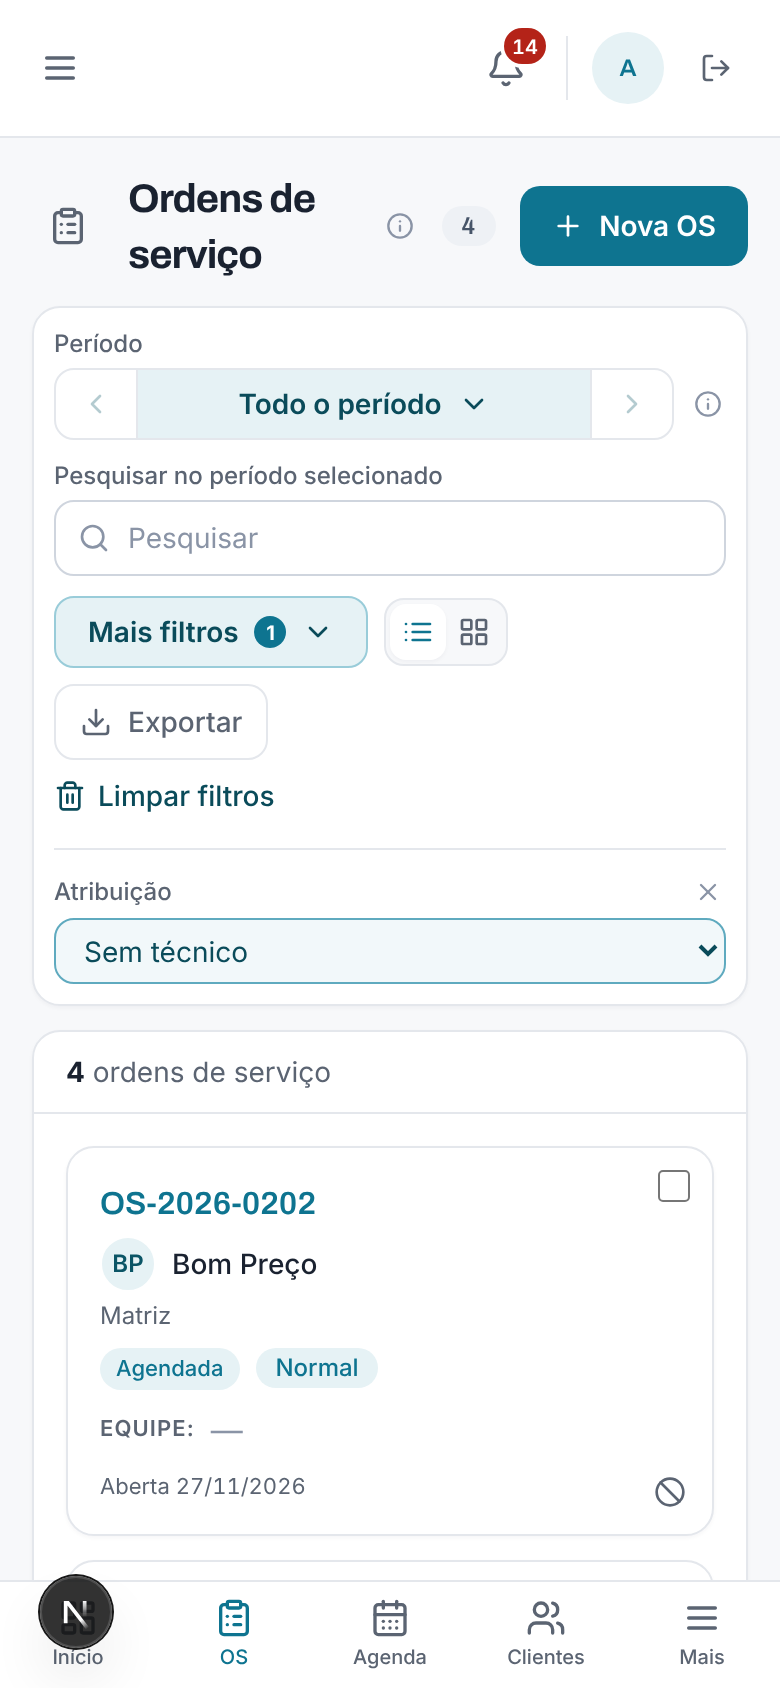 14
A
Ordens de
serviço
4
Nova OS
Período
Todo o período
Pesquisar no período selecionado
Pesquisar
Mais filtros 1
Exportar
Limpar filtros
Atribuição
Sem técnico
4 ordens de serviço
OS-2026-0202
BP Bom Preço
Matriz
Agendada Normal
EQUIPE: —
Aberta 27/11/2026
N
Início OS Agenda Clientes Mais